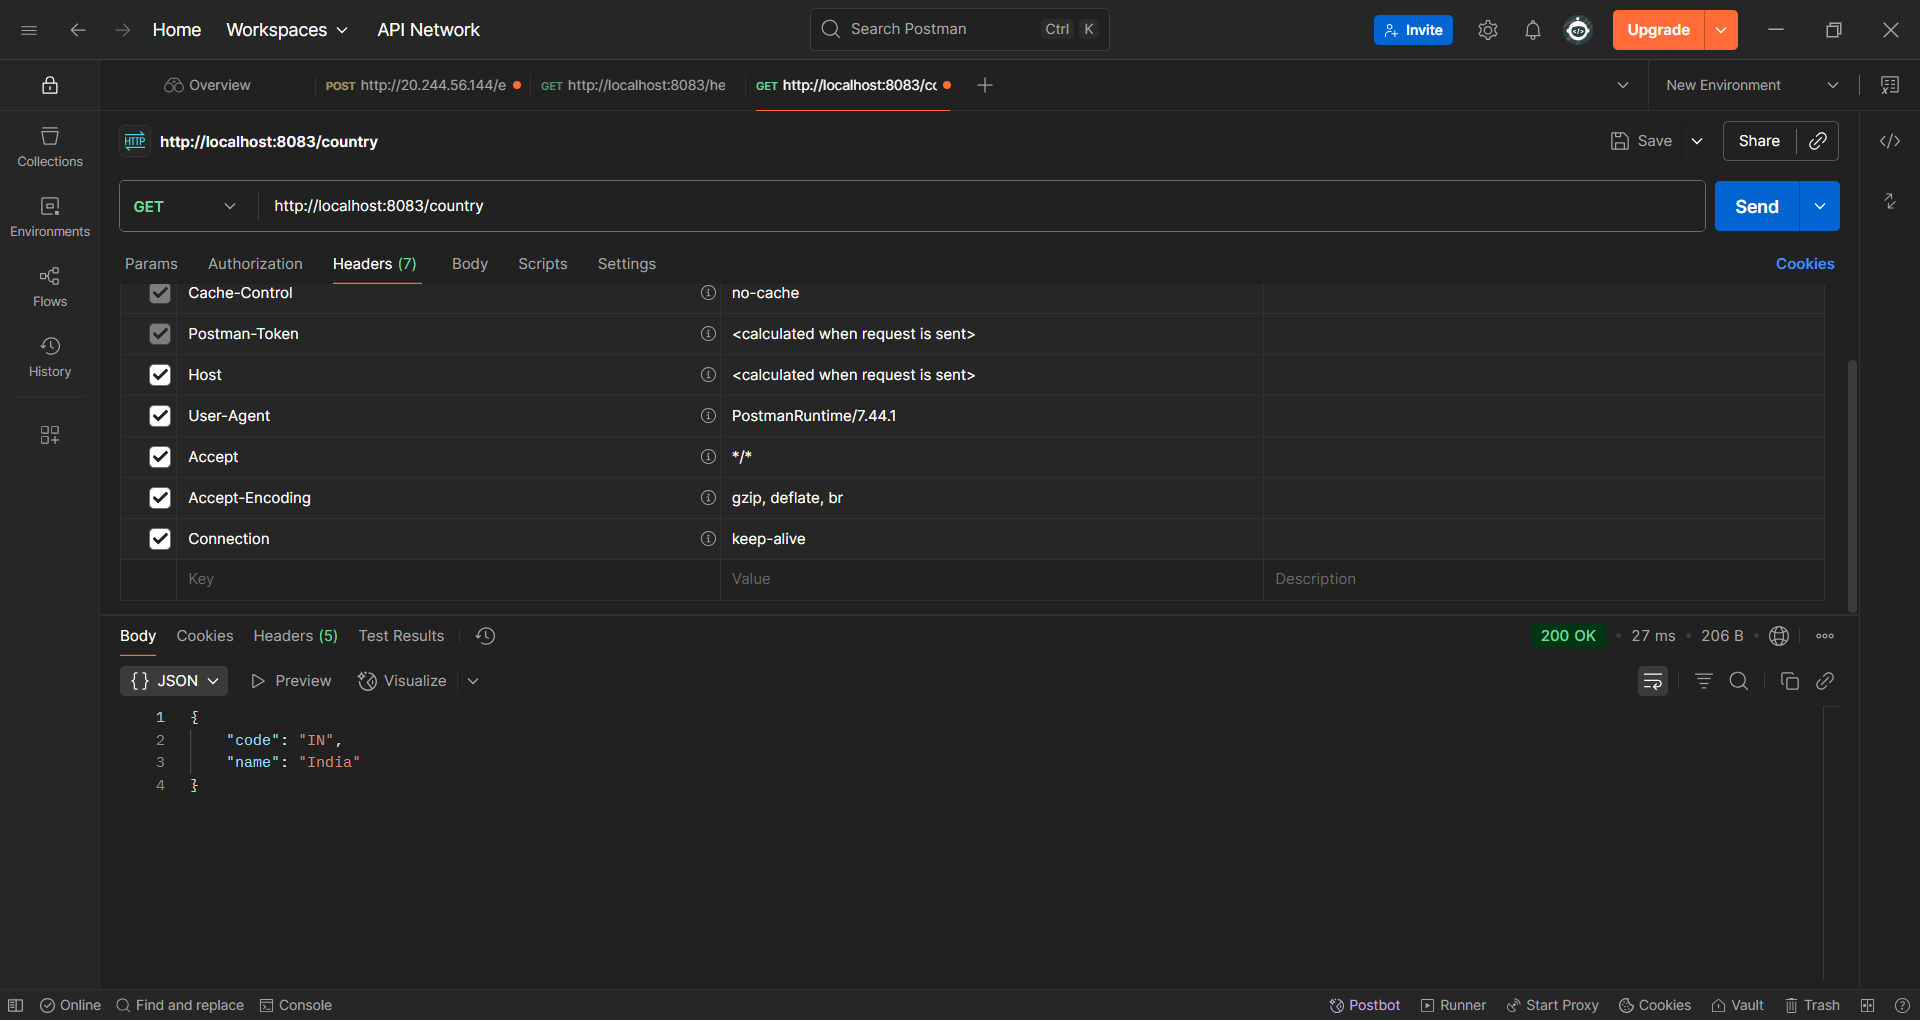 Home Workspaces API Network Search Postman Ctrl K Invite Upgrade
Overview POST http://20.244.56.144/e GET http://localhost:8083/he GET http://localhost:8083/cc New Environment
HTTP http://localhost:8083/country Save Share
Collections
GET http://localhost:8083/country Send
Environments
Params Authorization Headers (7) Body Scripts Settings Cookies
Cache-Control no-cache
Flows
Postman-Token <calculated when request is sent>
Host <calculated when request is sent>
History
User-Agent PostmanRuntime/7.44.1
Accept */*
Accept-Encoding gzip, deflate, br
Connection keep-alive
Key Value Description
Body Cookies Headers (5) Test Results 200 OK 27 ms 206 B
{} JSON Preview Visualize
1 {
2 "code": "IN",
3 "name": "India"
4 }
Online Find and replace Console Postbot Runner Start Proxy Cookies Vault Trash